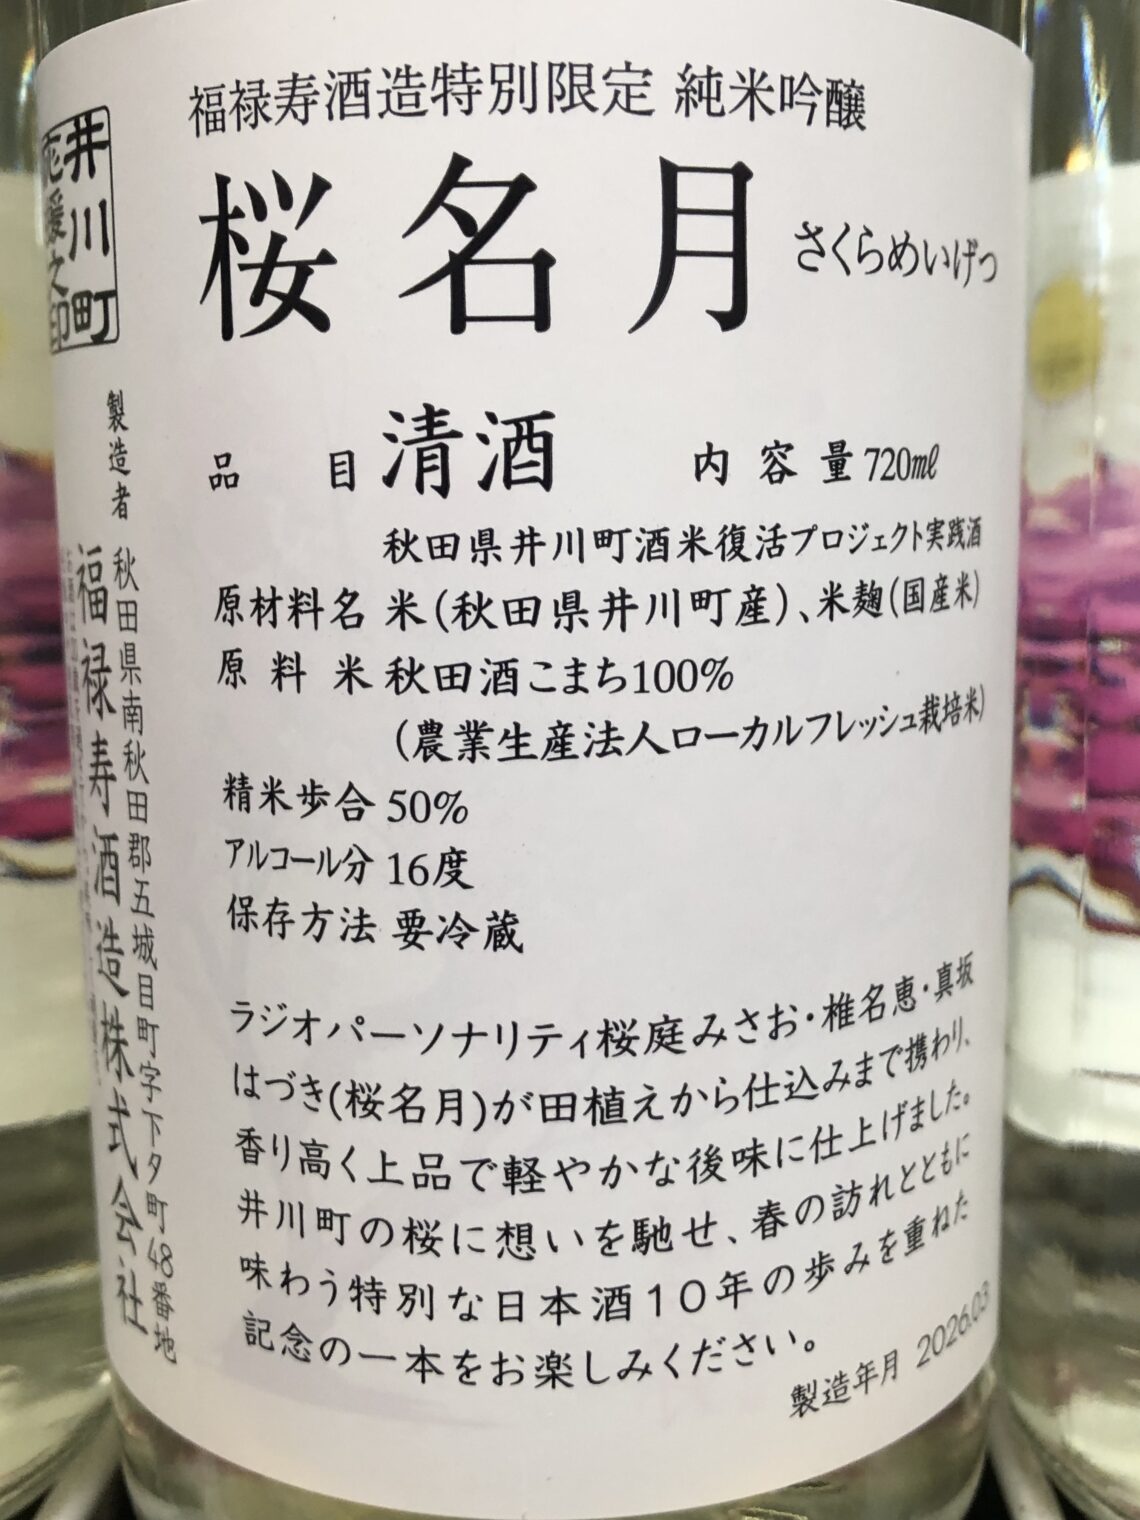 福禄寿酒造特別限定 純米吟醸
桜名月 さくらめいげつ
井川町
応援之印
品目 清酒 内容量 720㎖
秋田県井川町酒米復活プロジェクト実践酒
原材料名 米(秋田県井川町産)、米麹(国産米)
原料米 秋田酒こまち100%
(農業生産法人ローカルフレッシュ栽培米)
精米歩合 50%
アルコール分 16度
保存方法 要冷蔵
ラジオパーソナリティ桜庭みさお・椎名恵・真坂
はづき(桜名月)が田植えから仕込みまで携わり、
香り高く上品で軽やかな後味に仕上げました。
井川町の桜に想いを馳せ、春の訪れとともに
味わう特別な日本酒10年の歩みを重ねた
記念の一本をお楽しみください。
製造年月 2026.03
製造者
秋田県南秋田郡五城目町字下タ町48番地
福禄寿酒造株式会社